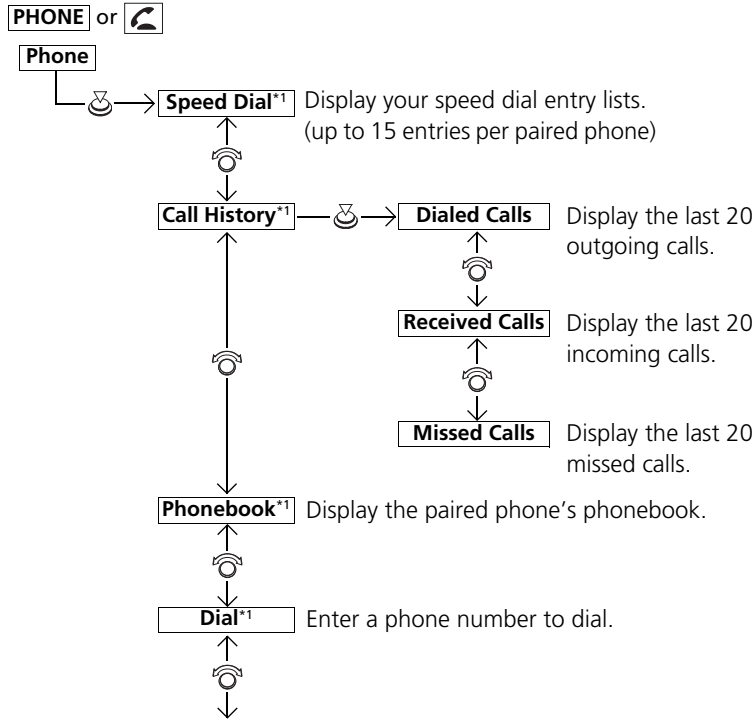 PHONE or
Phone
Speed Dial*1 Display your speed dial entry lists.
(up to 15 entries per paired phone)
Call History*1 Dialed Calls Display the last 20
outgoing calls.
Received Calls Display the last 20
incoming calls.
Missed Calls Display the last 20
missed calls.
Phonebook*1 Display the paired phone’s phonebook.
Dial*1 Enter a phone number to dial.